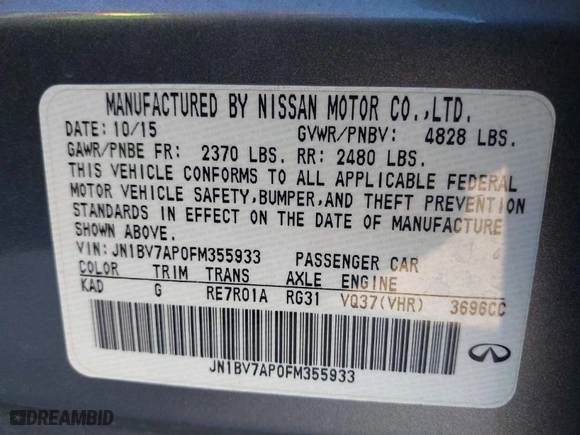 MANUFACTURED BY NISSAN MOTOR CO.,LTD.
DATE: 10/15 GVWR/PNBV: 4828 LBS.
GAWR/PNBE FR: 2370 LBS. RR: 2480 LBS.
THIS VEHICLE CONFORMS TO ALL APPLICABLE FEDERAL
MOTOR VEHICLE SAFETY,BUMPER,AND THEFT PREVENTION
STANDARDS IN EFFECT ON THE DATE OF MANUFACTURE
SHOWN ABOVE.
VIN: JN1BV7AP0FM355933 PASSENGER CAR
COLOR TRIM TRANS AXLE ENGINE
KAD G RE7R01A RG31 VQ37(VHR) 3696CC
JN1BV7AP0FM355933
INFINITI
DREAMBID